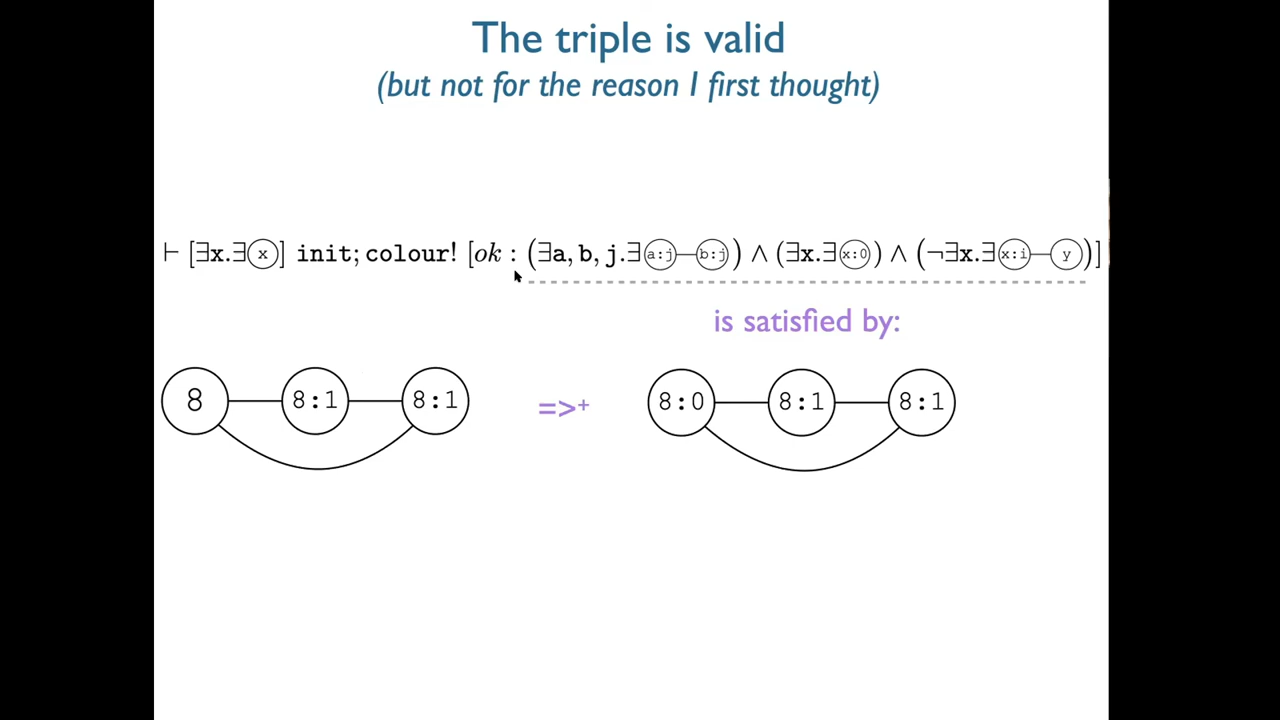 The triple is valid
(but not for the reason I first thought)
⊢ [∃x.∃(x)] init; colour! [ok : (∃a, b, j.∃(a:j)—(b:j)) ∧ (∃x.∃(x:0)) ∧ (¬∃x.∃(x:i)—(y))]
is satisfied by:
8 8:1 8:1 =>+ 8:0 8:1 8:1